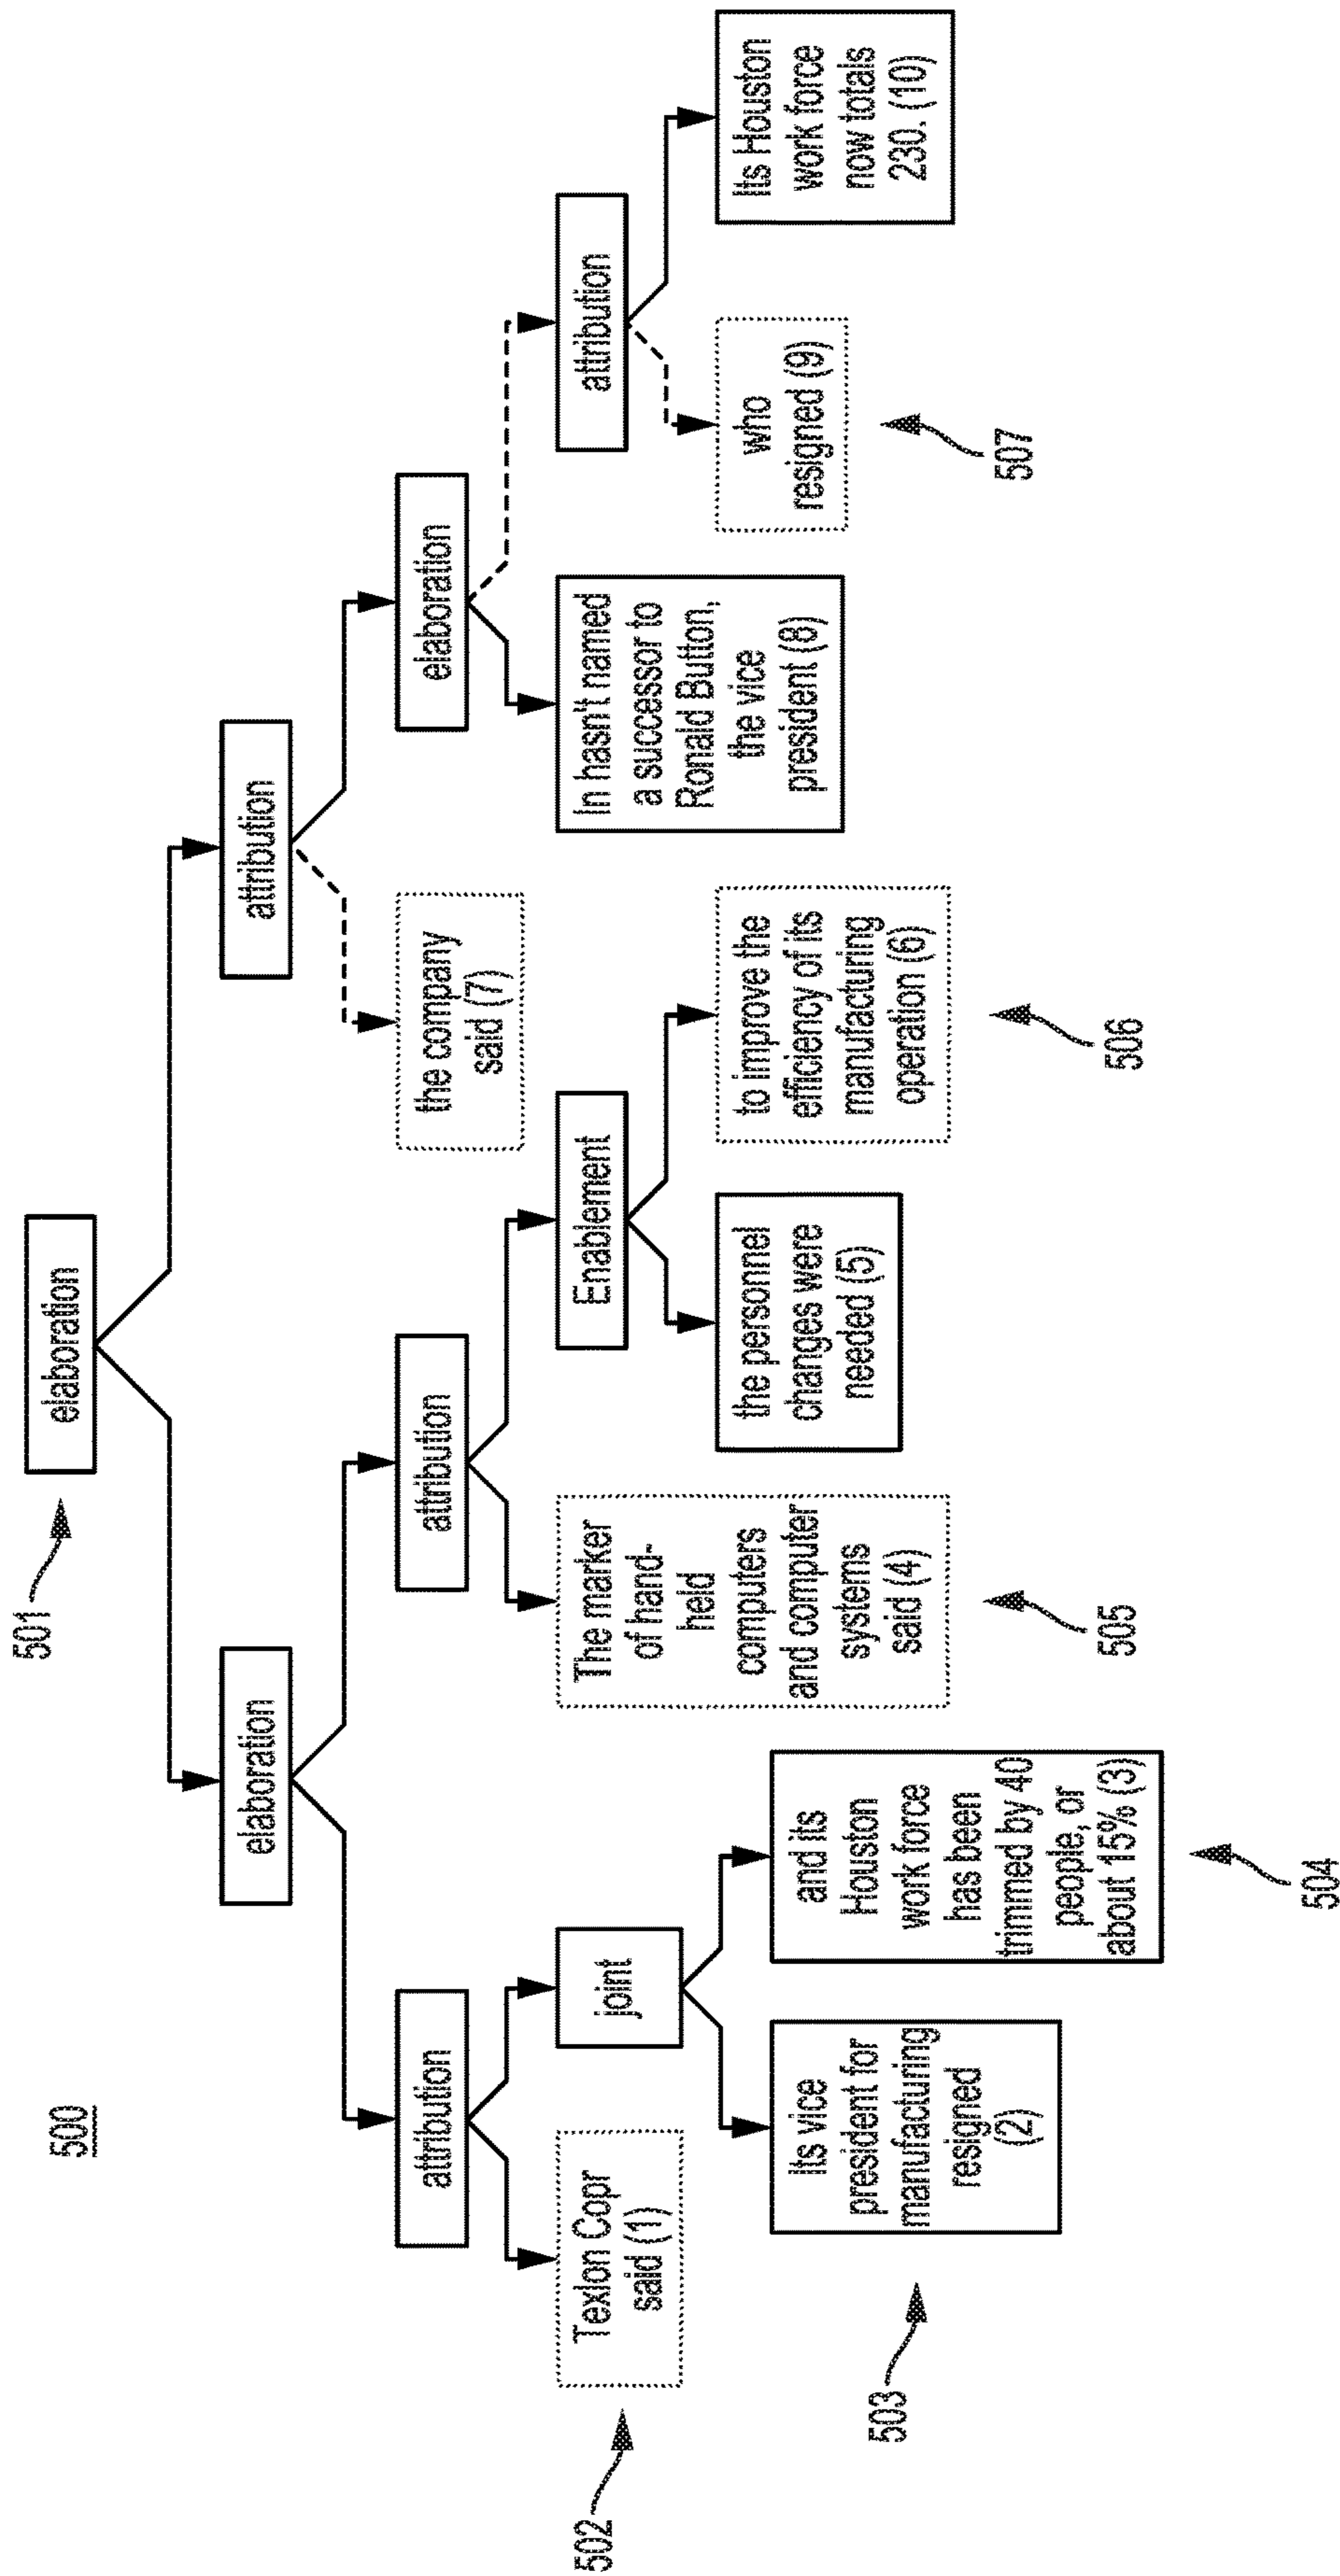 500
501
elaboration
elaboration
attribution
attribution
attribution
the company
said (7)
elaboration
502
Texlon Copr
said (1)
joint
The marker
of hand-
held
computers
and computer
systems
said (4)
Enablement
In hasn't named
a successor to
Ronald Button,
the vice
president (8)
attribution
503
Its vice
president for
manufacturing
resigned
(2)
and its
Houston
work force
has been
trimmed by 40
people, or
about 15% (3)
504
505
the personnel
changes were
needed (5)
to improve the
efficiency of its
manufacturing
operation (6)
506
who
resigned (9)
507
Its Houston
work force
now totals
230. (10)